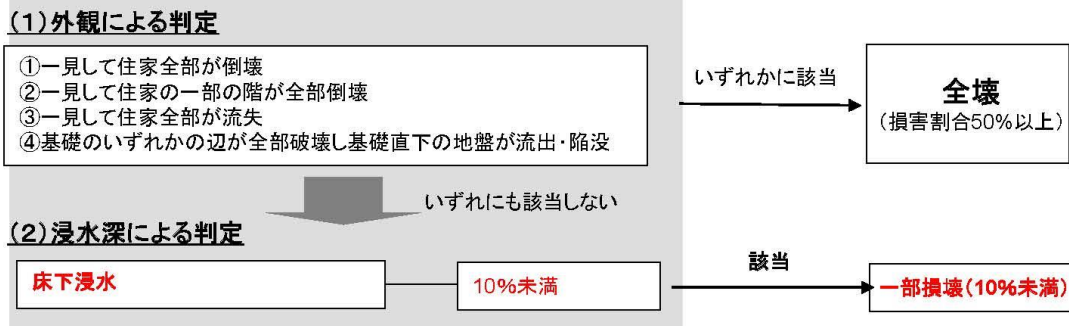 (1)外観による判定
①一見して住家全部が倒壊
②一見して住家の一部の階が全部倒壊
③一見して住家全部が流失
④基礎のいずれかの辺が全部破壊し基礎直下の地盤が流出・陥没
いずれかに該当
全壊
(損害割合50%以上)
いずれにも該当しない
(2)浸水深による判定
床下浸水
10%未満
該当
一部損壊(10%未満)